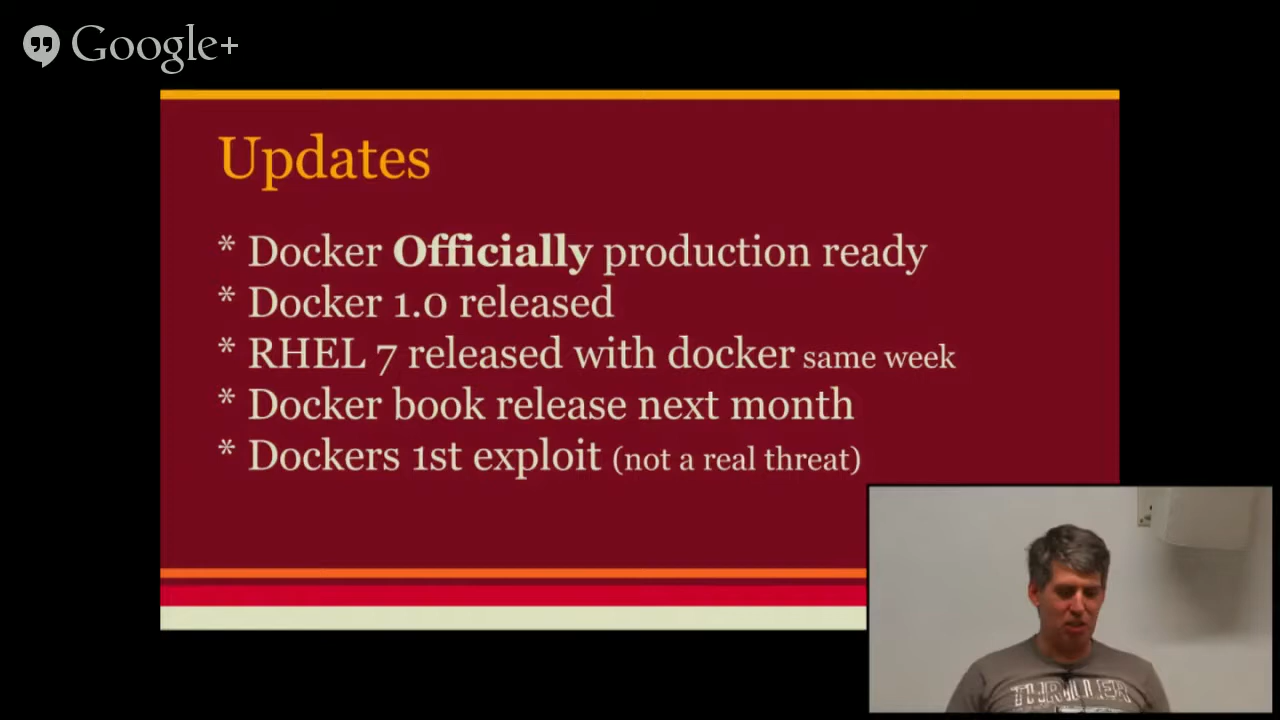 Google+
Updates
* Docker Officially production ready
* Docker 1.0 released
* RHEL 7 released with docker same week
* Docker book release next month
* Dockers 1st exploit (not a real threat)
THRILLER